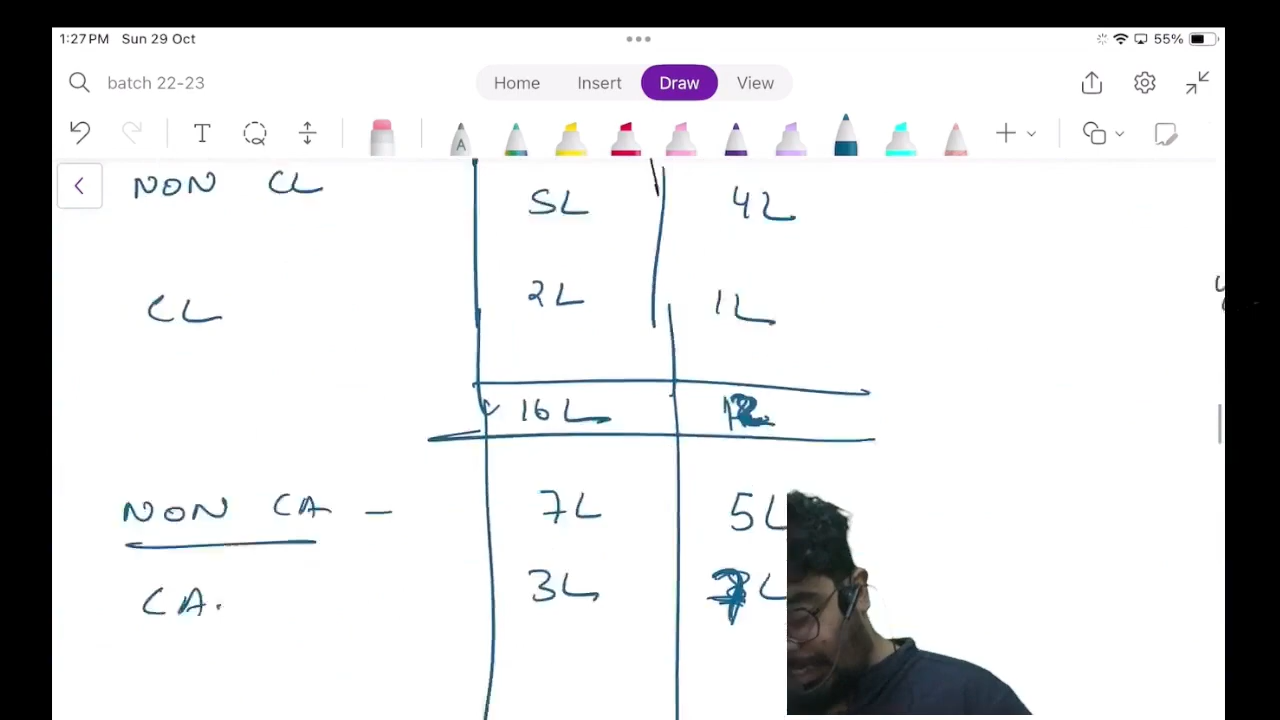 1:27 PM Sun 29 Oct
55%
batch 22-23
Home Insert Draw View
T
A
NON CL 5L 4L
CL 2L 1L
16L
NON CA - 7L 5L
CA. 3L